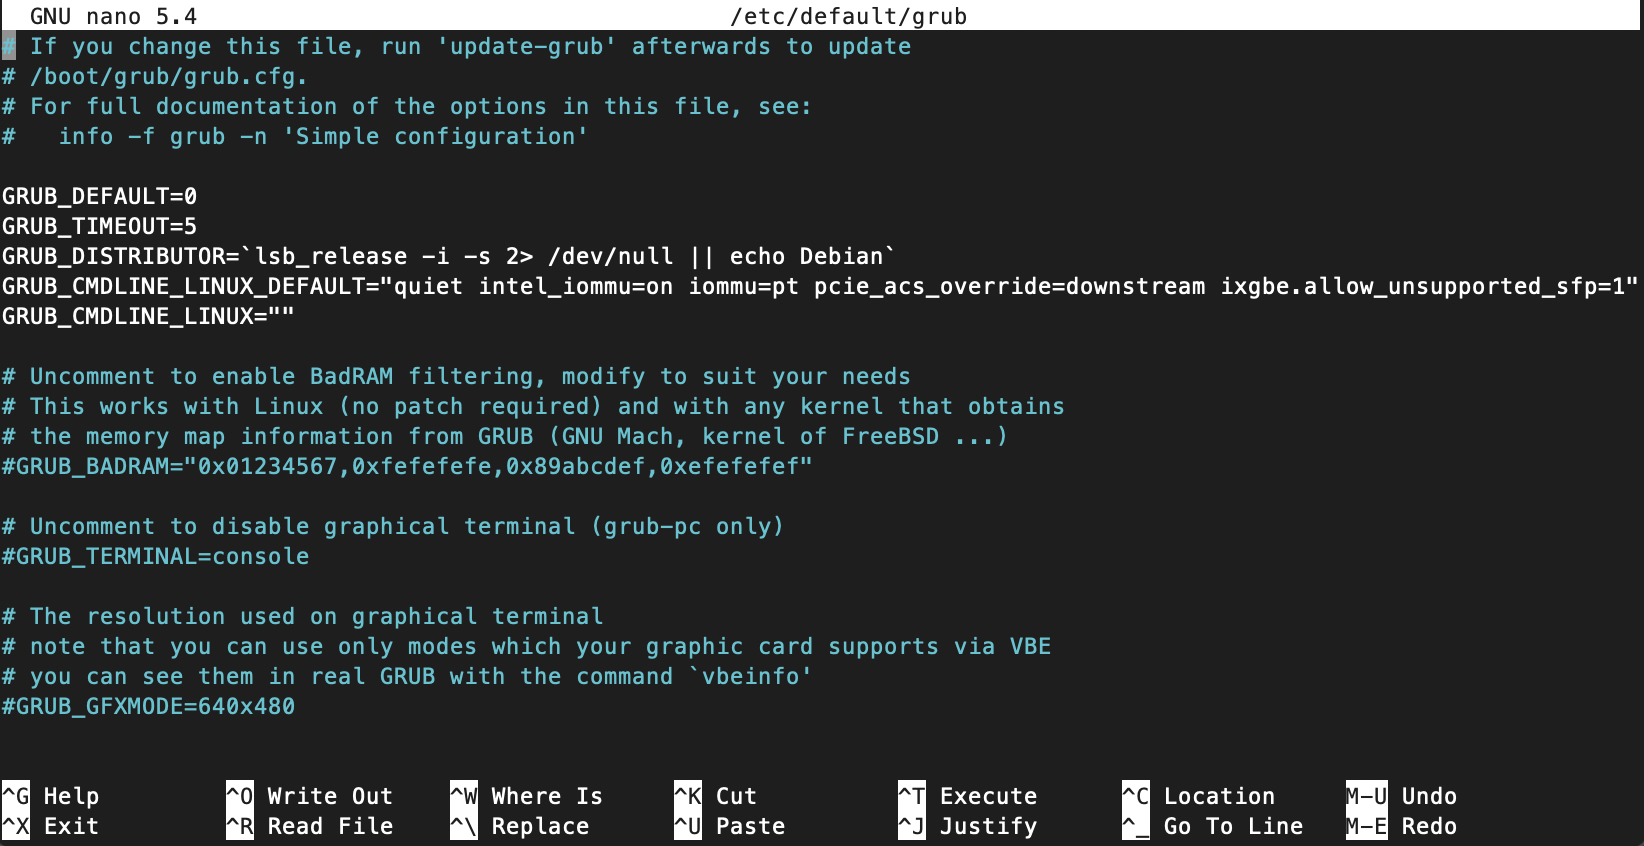 GNU nano 5.4 /etc/default/grub
# If you change this file, run 'update-grub' afterwards to update
# /boot/grub/grub.cfg.
# For full documentation of the options in this file, see:
#   info -f grub -n 'Simple configuration'

GRUB_DEFAULT=0
GRUB_TIMEOUT=5
GRUB_DISTRIBUTOR=`lsb_release -i -s 2> /dev/null || echo Debian`
GRUB_CMDLINE_LINUX_DEFAULT="quiet intel_iommu=on iommu=pt pcie_acs_override=downstream ixgbe.allow_unsupported_sfp=1"
GRUB_CMDLINE_LINUX=""

# Uncomment to enable BadRAM filtering, modify to suit your needs
# This works with Linux (no patch required) and with any kernel that obtains
# the memory map information from GRUB (GNU Mach, kernel of FreeBSD ...)
#GRUB_BADRAM="0x01234567,0xfefefefe,0x89abcdef,0xefefefef"

# Uncomment to disable graphical terminal (grub-pc only)
#GRUB_TERMINAL=console

# The resolution used on graphical terminal
# note that you can use only modes which your graphic card supports via VBE
# you can see them in real GRUB with the command `vbeinfo'
#GRUB_GFXMODE=640x480

^G Help ^O Write Out ^W Where Is ^K Cut ^T Execute ^C Location M-U Undo
^X Exit ^R Read File ^\ Replace ^U Paste ^J Justify ^_ Go To Line M-E Redo